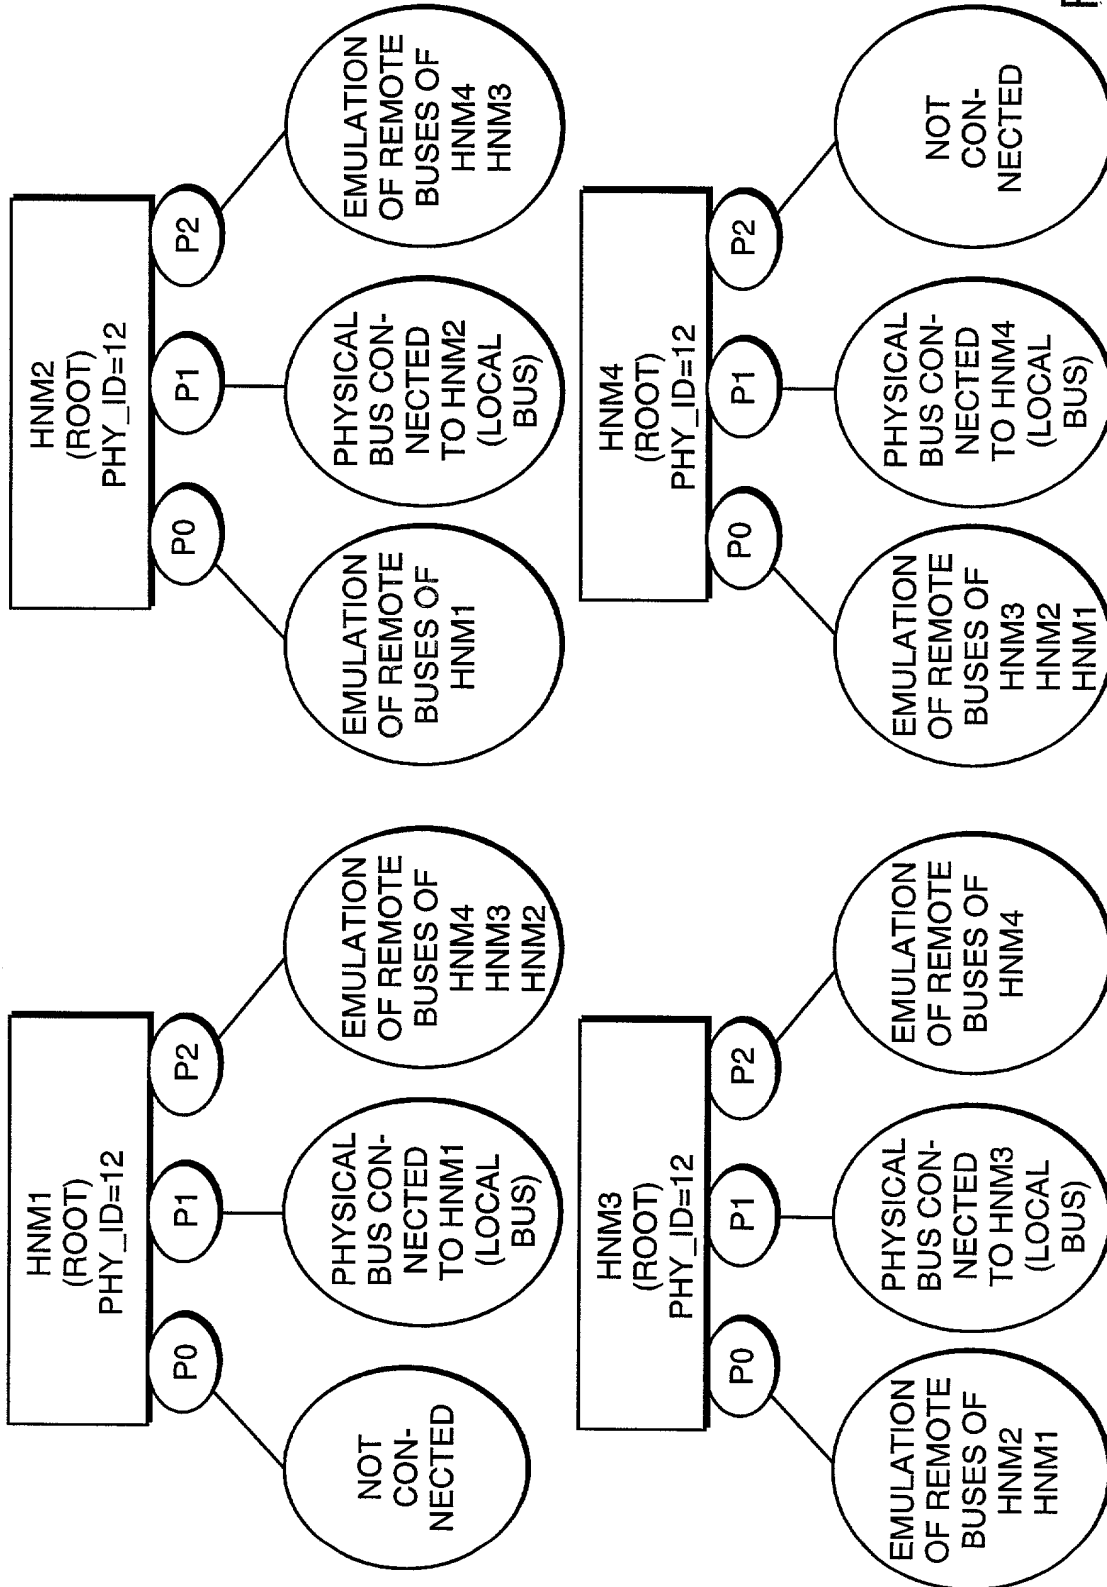 HNM1
(ROOT)
PHY_ID=12
P0
P1
P2
NOT
CON-
NECTED
PHYSICAL
BUS CON-
NECTED
TO HNM1
(LOCAL
BUS)
EMULATION
OF REMOTE
BUSES OF
HNM4
HNM3
HNM2
HNM2
(ROOT)
PHY_ID=12
P0
P1
P2
EMULATION
OF REMOTE
BUSES OF
HNM1
PHYSICAL
BUS CON-
NECTED
TO HNM2
(LOCAL
BUS)
EMULATION
OF REMOTE
BUSES OF
HNM4
HNM3
HNM3
(ROOT)
PHY_ID=12
P0
P1
P2
EMULATION
OF REMOTE
BUSES OF
HNM2
HNM1
PHYSICAL
BUS CON-
NECTED
TO HNM3
(LOCAL
BUS)
EMULATION
OF REMOTE
BUSES OF
HNM4
HNM4
(ROOT)
PHY_ID=12
P0
P1
P2
EMULATION
OF REMOTE
BUSES OF
HNM3
HNM2
HNM1
PHYSICAL
BUS CON-
NECTED
TO HNM4
(LOCAL
BUS)
NOT
CON-
NECTED